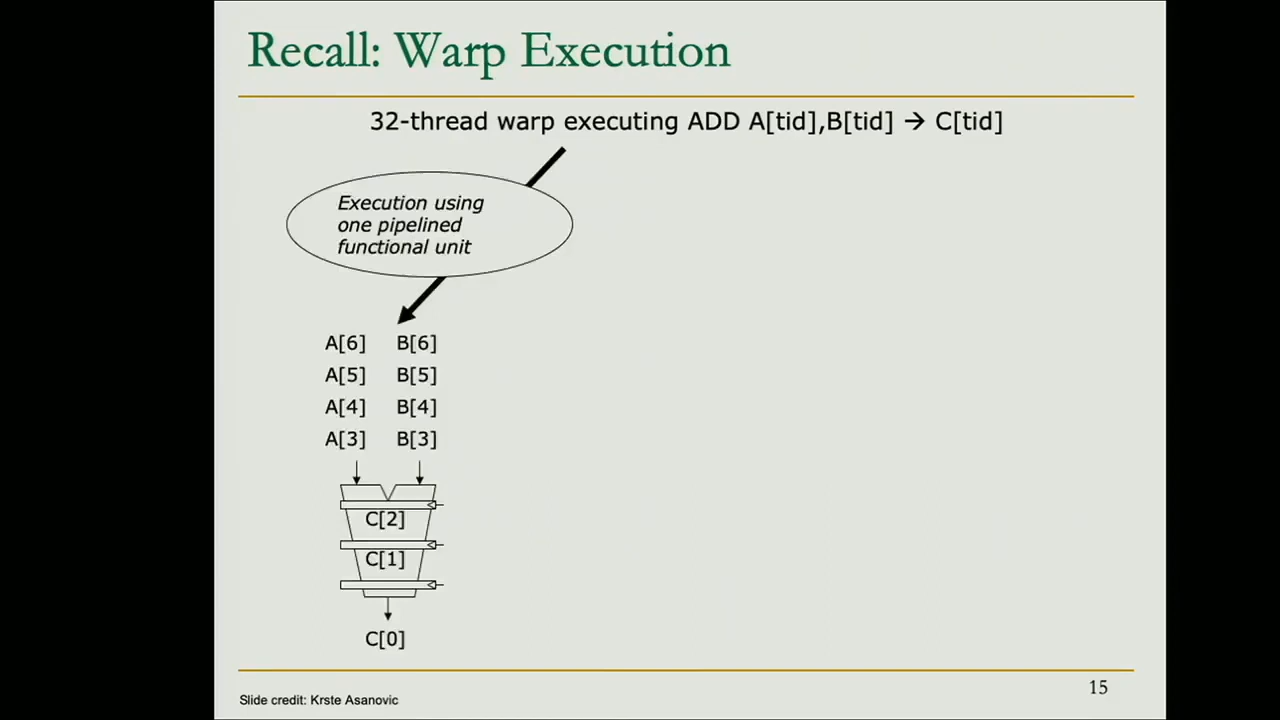 Recall: Warp Execution
32-thread warp executing ADD A[tid],B[tid] → C[tid]
Execution using
one pipelined
functional unit
A[6] B[6]
A[5] B[5]
A[4] B[4]
A[3] B[3]
C[2]
C[1]
C[0]
15
Slide credit: Krste Asanovic